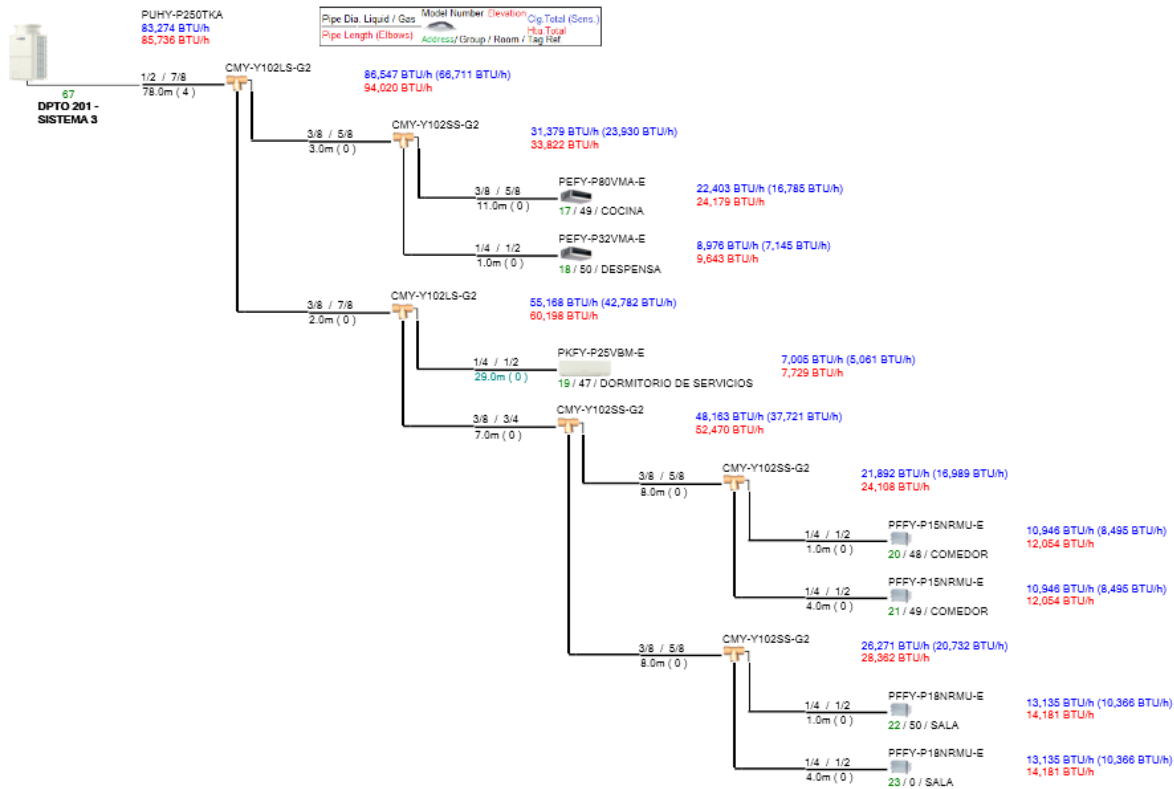 PUHY-P250TKA
83,274 BTU/h
85,736 BTU/h
Pipe Dia. Liquid / Gas Model Number Elevation Clg.Total (Sens.)
Pipe Length (Elbows) Address/ Group / Room / Tag Ref Htg.Total
67
DPTO 201 -
SISTEMA 3
1/2 / 7/8
78.0m ( 4 )
CMY-Y102LS-G2
86,547 BTU/h (66,711 BTU/h)
94,020 BTU/h
3/8 / 5/8
3.0m ( 0 )
CMY-Y102SS-G2
31,379 BTU/h (23,930 BTU/h)
33,822 BTU/h
3/8 / 5/8
11.0m ( 0 )
PEFY-P80VMA-E
17 / 49 / COCINA
22,403 BTU/h (16,785 BTU/h)
24,179 BTU/h
1/4 / 1/2
1.0m ( 0 )
PEFY-P32VMA-E
18 / 50 / DESPENSA
8,976 BTU/h (7,145 BTU/h)
9,643 BTU/h
3/8 / 7/8
2.0m ( 0 )
CMY-Y102LS-G2
55,168 BTU/h (42,782 BTU/h)
60,198 BTU/h
1/4 / 1/2
29.0m ( 0 )
PKFY-P25VBM-E
19 / 47 / DORMITORIO DE SERVICIOS
7,005 BTU/h (5,061 BTU/h)
7,729 BTU/h
3/8 / 3/4
7.0m ( 0 )
CMY-Y102SS-G2
48,163 BTU/h (37,721 BTU/h)
52,470 BTU/h
3/8 / 5/8
8.0m ( 0 )
CMY-Y102SS-G2
21,892 BTU/h (16,989 BTU/h)
24,108 BTU/h
1/4 / 1/2
1.0m ( 0 )
PFFY-P15NRMU-E
20 / 48 / COMEDOR
10,946 BTU/h (8,495 BTU/h)
12,054 BTU/h
1/4 / 1/2
4.0m ( 0 )
PFFY-P15NRMU-E
21 / 49 / COMEDOR
10,946 BTU/h (8,495 BTU/h)
12,054 BTU/h
3/8 / 5/8
8.0m ( 0 )
CMY-Y102SS-G2
26,271 BTU/h (20,732 BTU/h)
28,362 BTU/h
1/4 / 1/2
1.0m ( 0 )
PFFY-P18NRMU-E
22 / 50 / SALA
13,135 BTU/h (10,366 BTU/h)
14,181 BTU/h
1/4 / 1/2
4.0m ( 0 )
PFFY-P18NRMU-E
23 / 0 / SALA
13,135 BTU/h (10,366 BTU/h)
14,181 BTU/h